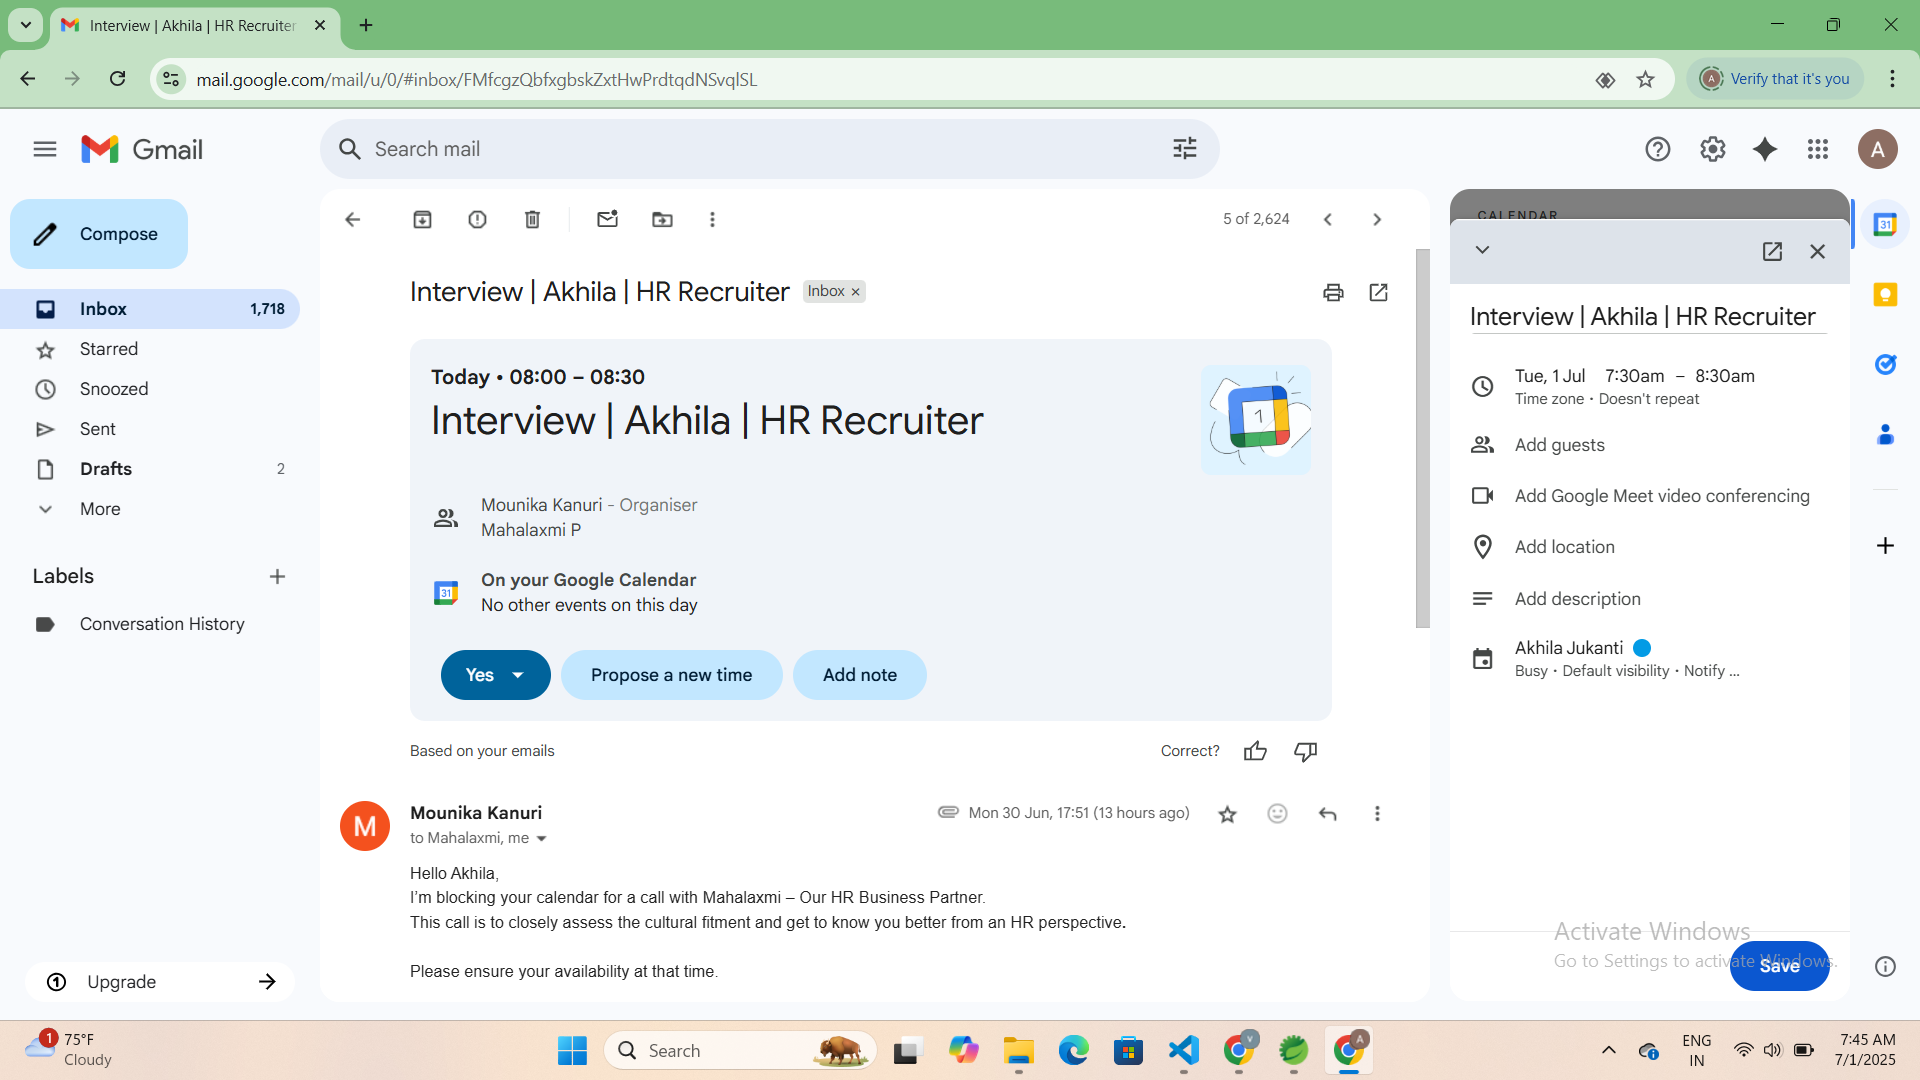 Interview | Akhila | HR Recruiter
mail.google.com/mail/u/0/#inbox/FMfcgzQbfxgbskZxtHwPrdtqdNSvqlSL
A
Verify that it's you
Gmail
Search mail
A
Compose
Inbox 1,718
Starred
Snoozed
Sent
Drafts 2
More
Labels
Conversation History
1 Upgrade
5 of 2,624
Interview | Akhila | HR Recruiter Inbox ×
Today • 08:00 – 08:30
Interview | Akhila | HR Recruiter
1
Mounika Kanuri - Organiser
Mahalaxmi P
31
On your Google Calendar
No other events on this day
Yes
Propose a new time
Add note
Based on your emails
Correct?
M
Mounika Kanuri
Mon 30 Jun, 17:51 (13 hours ago)
to Mahalaxmi, me
Hello Akhila,
I'm blocking your calendar for a call with Mahalaxmi – Our HR Business Partner.
This call is to closely assess the cultural fitment and get to know you better from an HR perspective.
Please ensure your availability at that time.
CALENDAR
31
Interview | Akhila | HR Recruiter
Tue, 1 Jul 7:30am – 8:30am
Time zone • Doesn't repeat
Add guests
Add Google Meet video conferencing
Add location
Add description
Akhila Jukanti
Busy • Default visibility • Notify ...
Activate Windows
Go to Settings to activate Windows.
Save
1
75°F
Cloudy
Search
V
A
ENG
IN
7:45 AM
7/1/2025